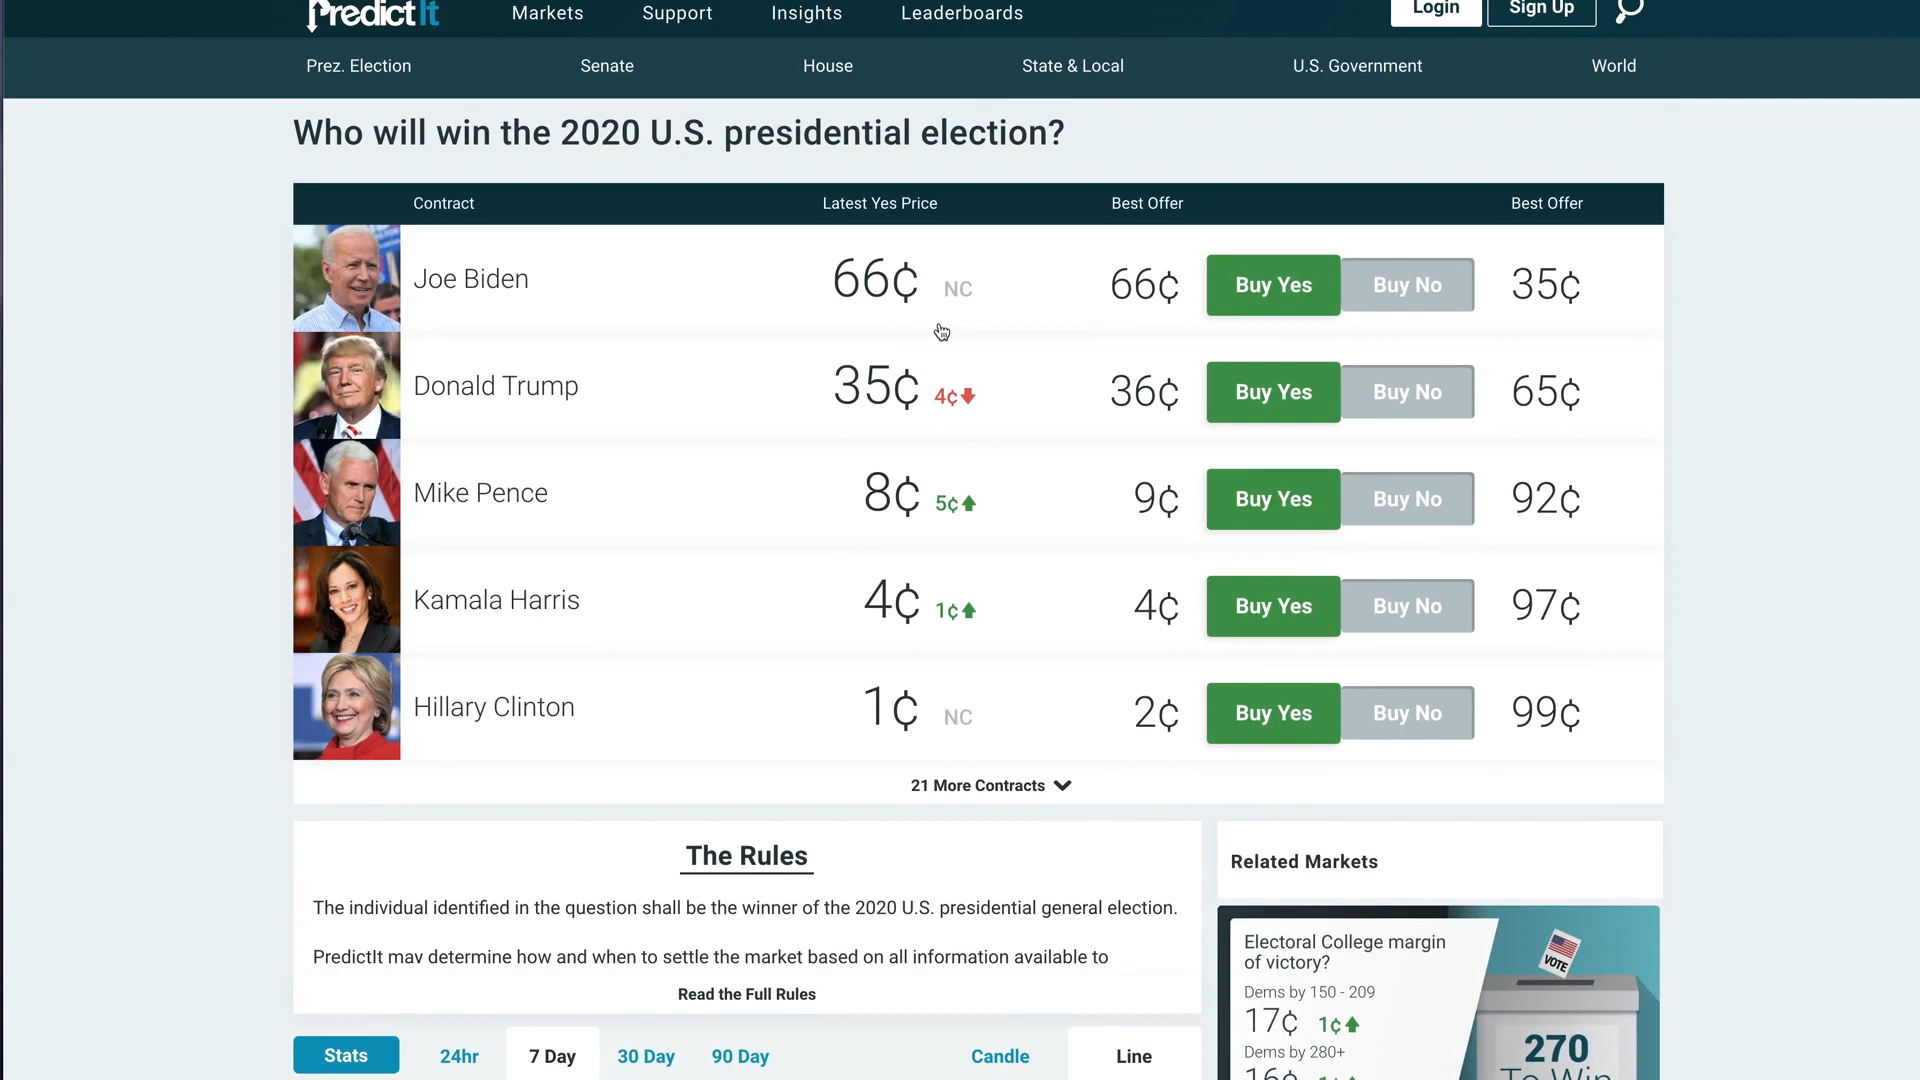 PredictIt Markets Support Insights Leaderboards Login Sign Up
Prez. Election Senate House State & Local U.S. Government World
Who will win the 2020 U.S. presidential election?
Contract Latest Yes Price Best Offer Best Offer
Joe Biden 66¢ NC 66¢ Buy Yes Buy No 35¢
Donald Trump 35¢ 4¢ 36¢ Buy Yes Buy No 65¢
Mike Pence 8¢ 5¢ 9¢ Buy Yes Buy No 92¢
Kamala Harris 4¢ 1¢ 4¢ Buy Yes Buy No 97¢
Hillary Clinton 1¢ NC 2¢ Buy Yes Buy No 99¢
21 More Contracts
The Rules
The individual identified in the question shall be the winner of the 2020 U.S. presidential general election.
PredictIt may determine how and when to settle the market based on all information available to
Read the Full Rules
Stats 24hr 7 Day 30 Day 90 Day Candle Line
Related Markets
Electoral College margin
of victory?
Dems by 150 - 209
17¢ 1¢
Dems by 280+
16¢
VOTE
270
To Win